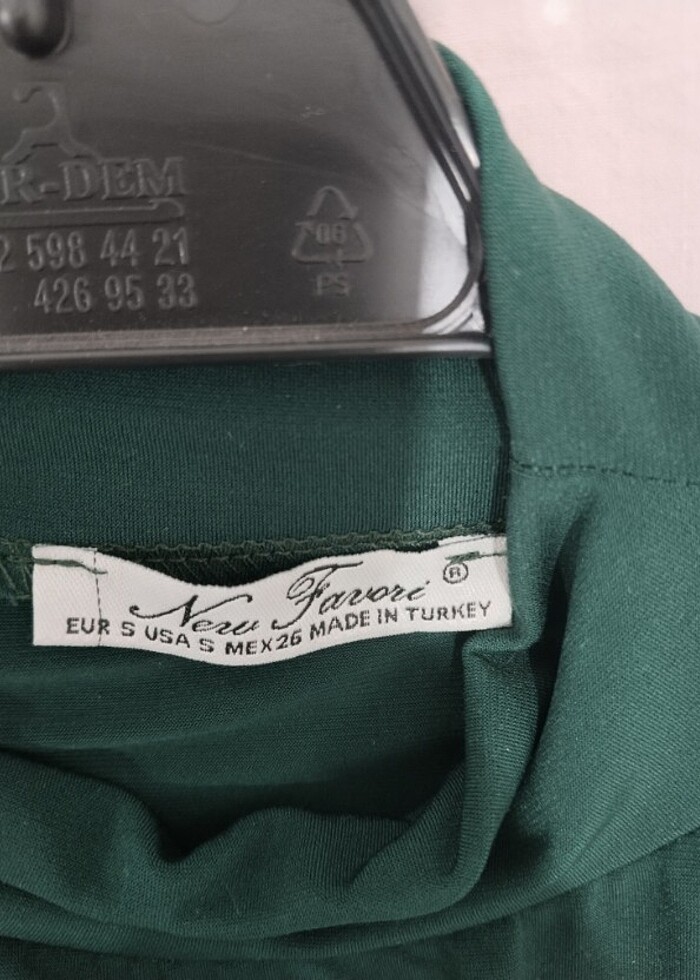 R-DEM
2 598 44 21
426 95 33
06
PS
New Favori ®
EUR S USA S MEX26 MADE IN TURKEY